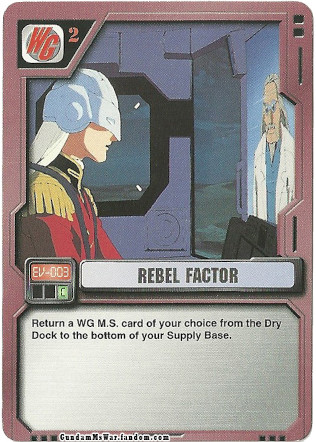 WG 2
EV-003
C
REBEL FACTOR
Return a WG M.S. card of your choice from the Dry
Dock to the bottom of your Supply Base.
GundamMsWar.fandom.com